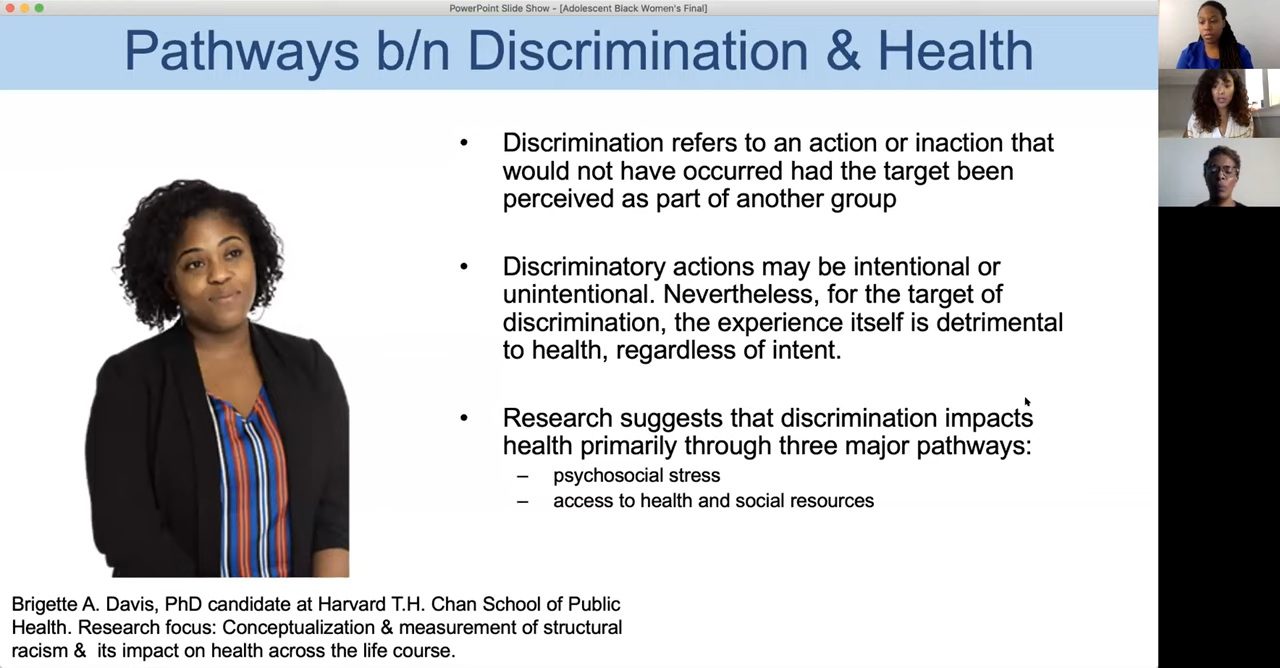 PowerPoint Slide Show - [Adolescent Black Women's Final]
Pathways b/n Discrimination & Health
• Discrimination refers to an action or inaction that
would not have occurred had the target been
perceived as part of another group
• Discriminatory actions may be intentional or
unintentional. Nevertheless, for the target of
discrimination, the experience itself is detrimental
to health, regardless of intent.
• Research suggests that discrimination impacts
health primarily through three major pathways:
– psychosocial stress
– access to health and social resources
Brigette A. Davis, PhD candidate at Harvard T.H. Chan School of Public
Health. Research focus: Conceptualization & measurement of structural
racism & its impact on health across the life course.